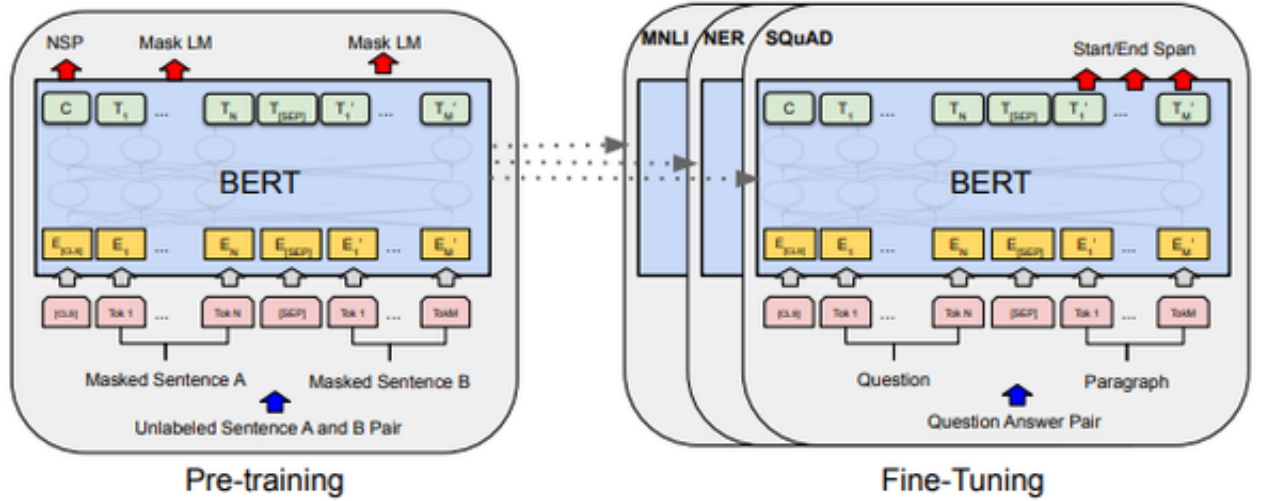 NSP Mask LM Mask LM
C T1 ... TN T[SEP] T1' ... TM'
BERT
E[CLS] E1 ... EN E[SEP] E1' ... EM'
[CLS] Tok 1 ... Tok N [SEP] Tok 1 ... TokM
Masked Sentence A Masked Sentence B
Unlabeled Sentence A and B Pair
Pre-training
MNLI NER SQuAD
Start/End Span
C T1 ... TN T[SEP] T1' ... TM'
BERT
E[CLS] E1 ... EN E[SEP] E1' ... EM'
[CLS] Tok 1 ... Tok N [SEP] Tok 1 ... TokM
Question Paragraph
Question Answer Pair
Fine-Tuning